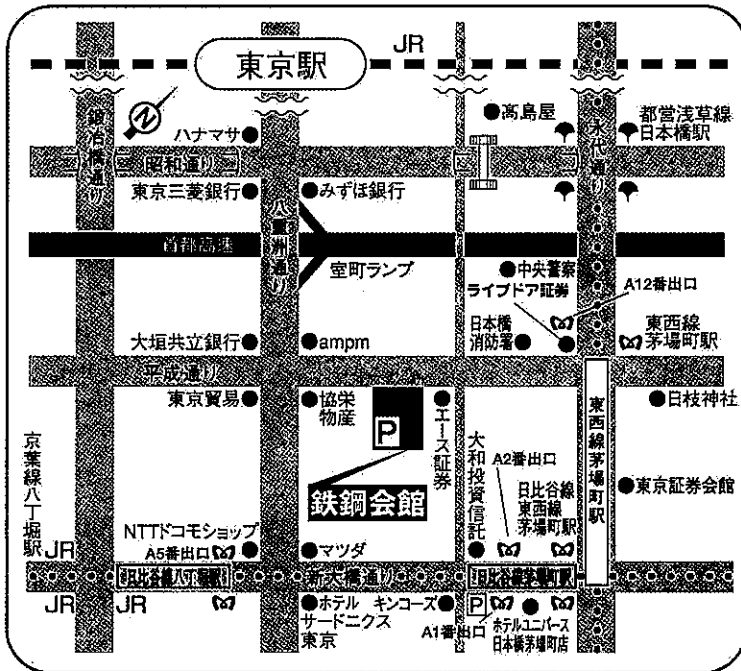 東京駅
JR
N
鍛冶橋通り
ハナマサ
昭和通り
高島屋
永代通り
都営浅草線
日本橋駅
東京三菱銀行
八重洲通り
みずほ銀行
首都高速
室町ランプ
中央警察
ライブドア証券
A12番出口
大垣共立銀行
ampm
日本橋
消防署
東西線
茅場町駅
平成通り
東京貿易
協栄
物産
P
エース証券
日枝神社
東西線茅場町駅
京葉線八丁堀駅
鉄鋼会館
大和投資信託
A2番出口
日比谷線
東西線
茅場町駅
東京証券会館
NTTドコモショップ
A5番出口
マツダ
JR
日比谷線八丁堀駅
新大橋通り
日比谷線茅場町駅
JR
JR
ホテル
サードニクス
東京
キンコーズ
P
A1番出口
ホテルユニバース
日本橋茅場町店